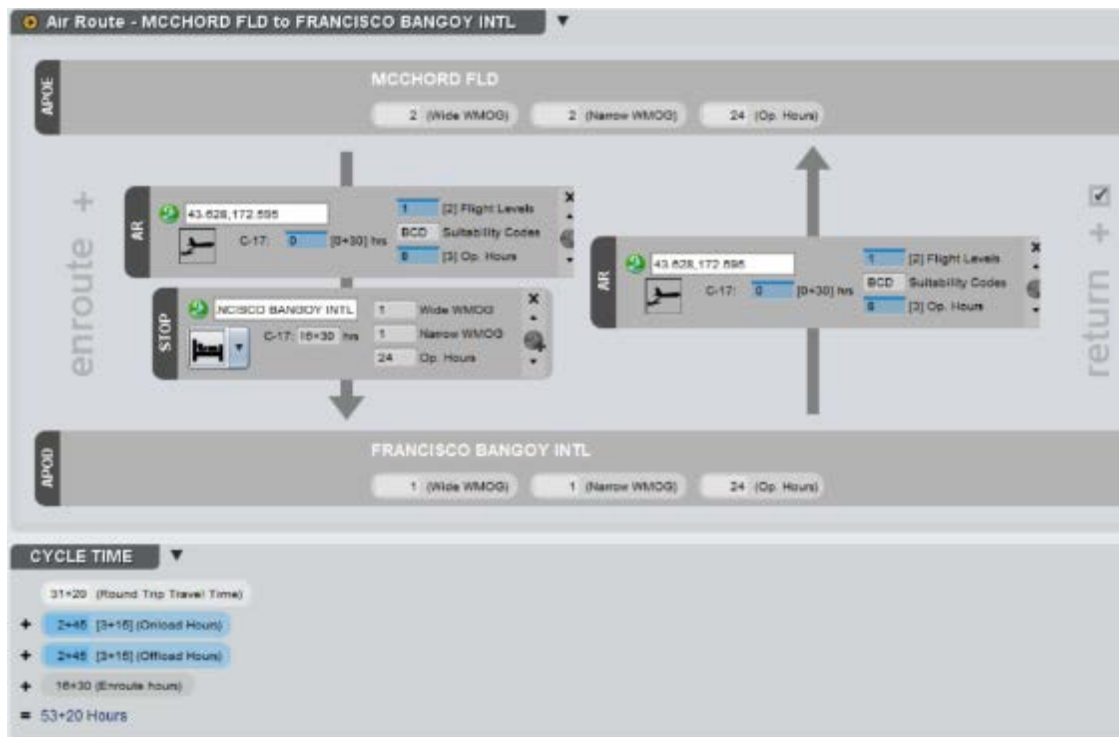 Air Route - MCCHORD FLD to FRANCISCO BANGOY INTL
APOE
MCCHORD FLD
2 (Wide WMOG) 2 (Narrow WMOG) 24 (Op. Hours)
enroute +
AR
43.628,172.595
C-17: 0 [0+30] hrs
1 [2] Flight Levels
BCD Suitability Codes
8 [3] Op. Hours
STOP
NCISCO BANGOY INTL
C-17: 16+30 hrs
1 Wide WMOG
1 Narrow WMOG
24 Op. Hours
AR
43.628,172.595
C-17: 0 [0+30] hrs
1 [2] Flight Levels
BCD Suitability Codes
8 [3] Op. Hours
return +
APOD
FRANCISCO BANGOY INTL
1 (Wide WMOG) 1 (Narrow WMOG) 24 (Op. Hours)
CYCLE TIME
31+20 (Round Trip Travel Time)
+ 2+45 [3+15] (Onload Hours)
+ 2+45 [3+15] (Offload Hours)
+ 16+30 (Enroute hours)
= 53+20 Hours